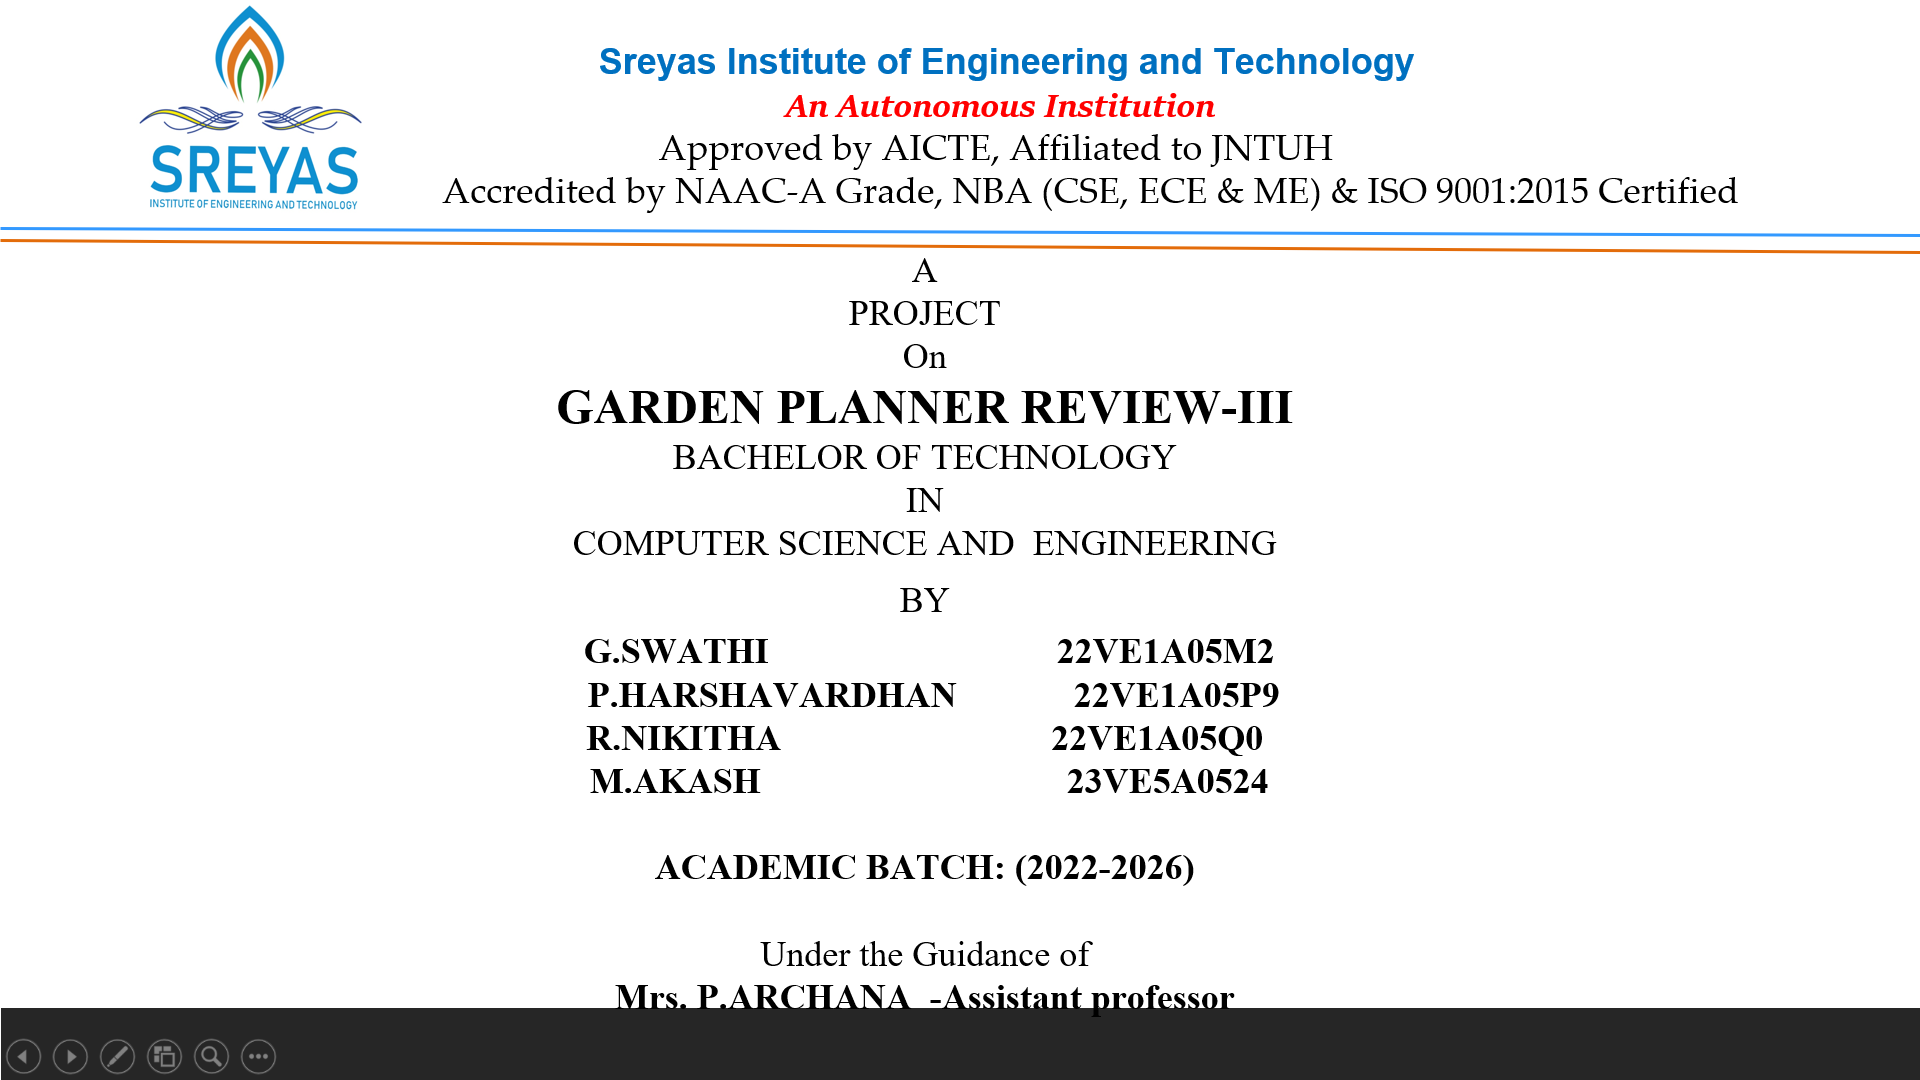 SREYAS
INSTITUTE OF ENGINEERING AND TECHNOLOGY
Sreyas Institute of Engineering and Technology
An Autonomous Institution
Approved by AICTE, Affiliated to JNTUH
Accredited by NAAC-A Grade, NBA (CSE, ECE & ME) & ISO 9001:2015 Certified
A
PROJECT
On
GARDEN PLANNER REVIEW-III
BACHELOR OF TECHNOLOGY
IN
COMPUTER SCIENCE AND  ENGINEERING
BY
G.SWATHI 22VE1A05M2
P.HARSHAVARDHAN 22VE1A05P9
R.NIKITHA 22VE1A05Q0
M.AKASH 23VE5A0524
ACADEMIC BATCH: (2022-2026)
Under the Guidance of
Mrs. P.ARCHANA  -Assistant professor